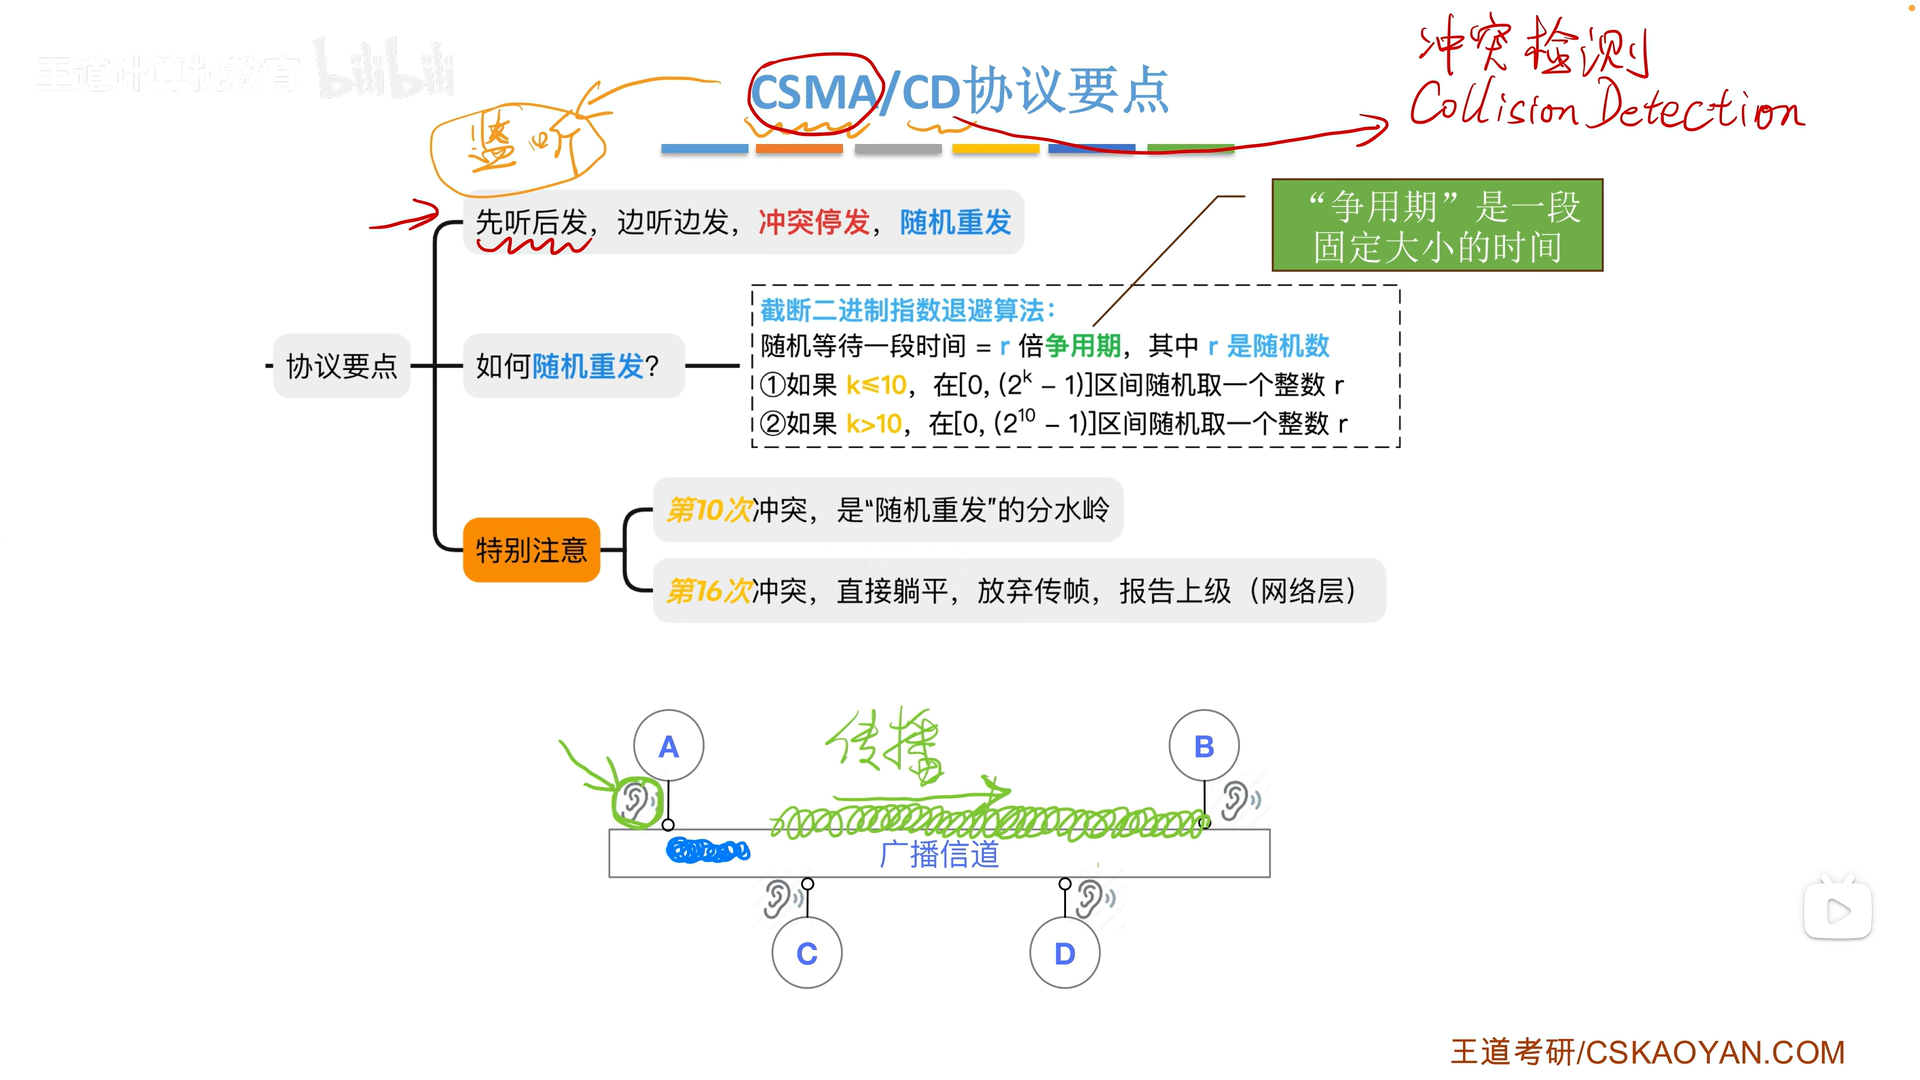 王道计算机教育 bilibili
CSMA/CD协议要点
冲突检测
Collision Detection
监听
“争用期”是一段
固定大小的时间
先听后发，边听边发，冲突停发，随机重发
协议要点
如何随机重发？
截断二进制指数退避算法：
随机等待一段时间 = r 倍争用期，其中 r 是随机数
①如果 k≤10，在[0, (2^k − 1)]区间随机取一个整数 r
②如果 k>10，在[0, (2^10 − 1)]区间随机取一个整数 r
特别注意
第10次冲突，是“随机重发”的分水岭
第16次冲突，直接躺平，放弃传帧，报告上级（网络层）
A
传播
B
广播信道
C
D
王道考研/CSKAOYAN.COM